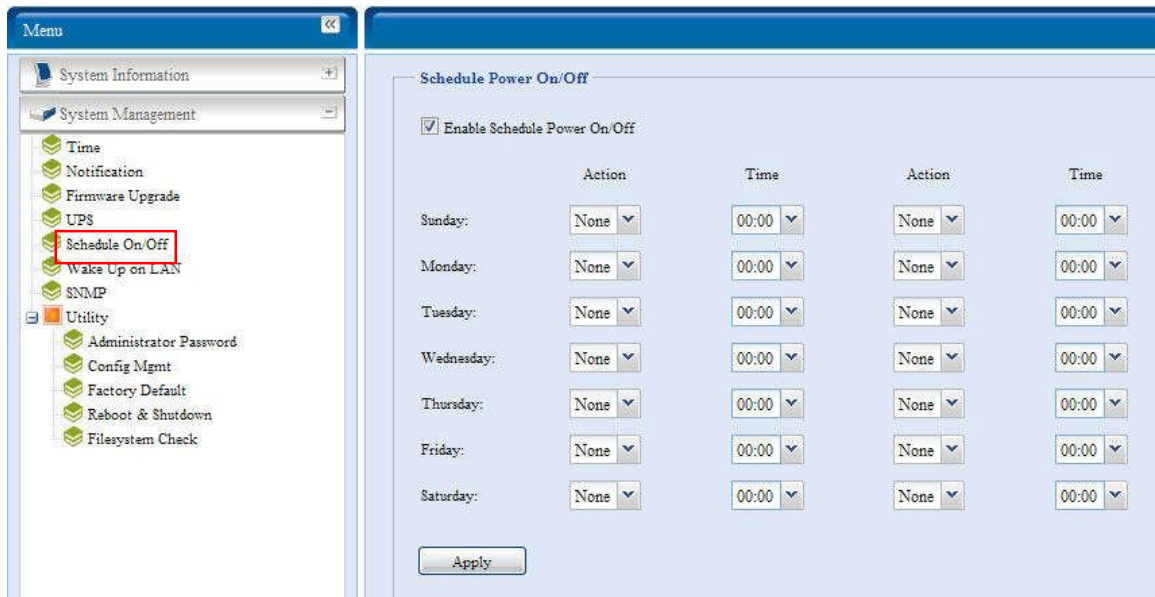 Menu
System Information
System Management
Time
Notification
Firmware Upgrade
UPS
Schedule On/Off
Wake Up on LAN
SNMP
Utility
Administrator Password
Config Mgmt
Factory Default
Reboot & Shutdown
Filesystem Check
Schedule Power On/Off
Enable Schedule Power On/Off
Action Time Action Time
Sunday: None 00:00 None 00:00
Monday: None 00:00 None 00:00
Tuesday: None 00:00 None 00:00
Wednesday: None 00:00 None 00:00
Thursday: None 00:00 None 00:00
Friday: None 00:00 None 00:00
Saturday: None 00:00 None 00:00
Apply